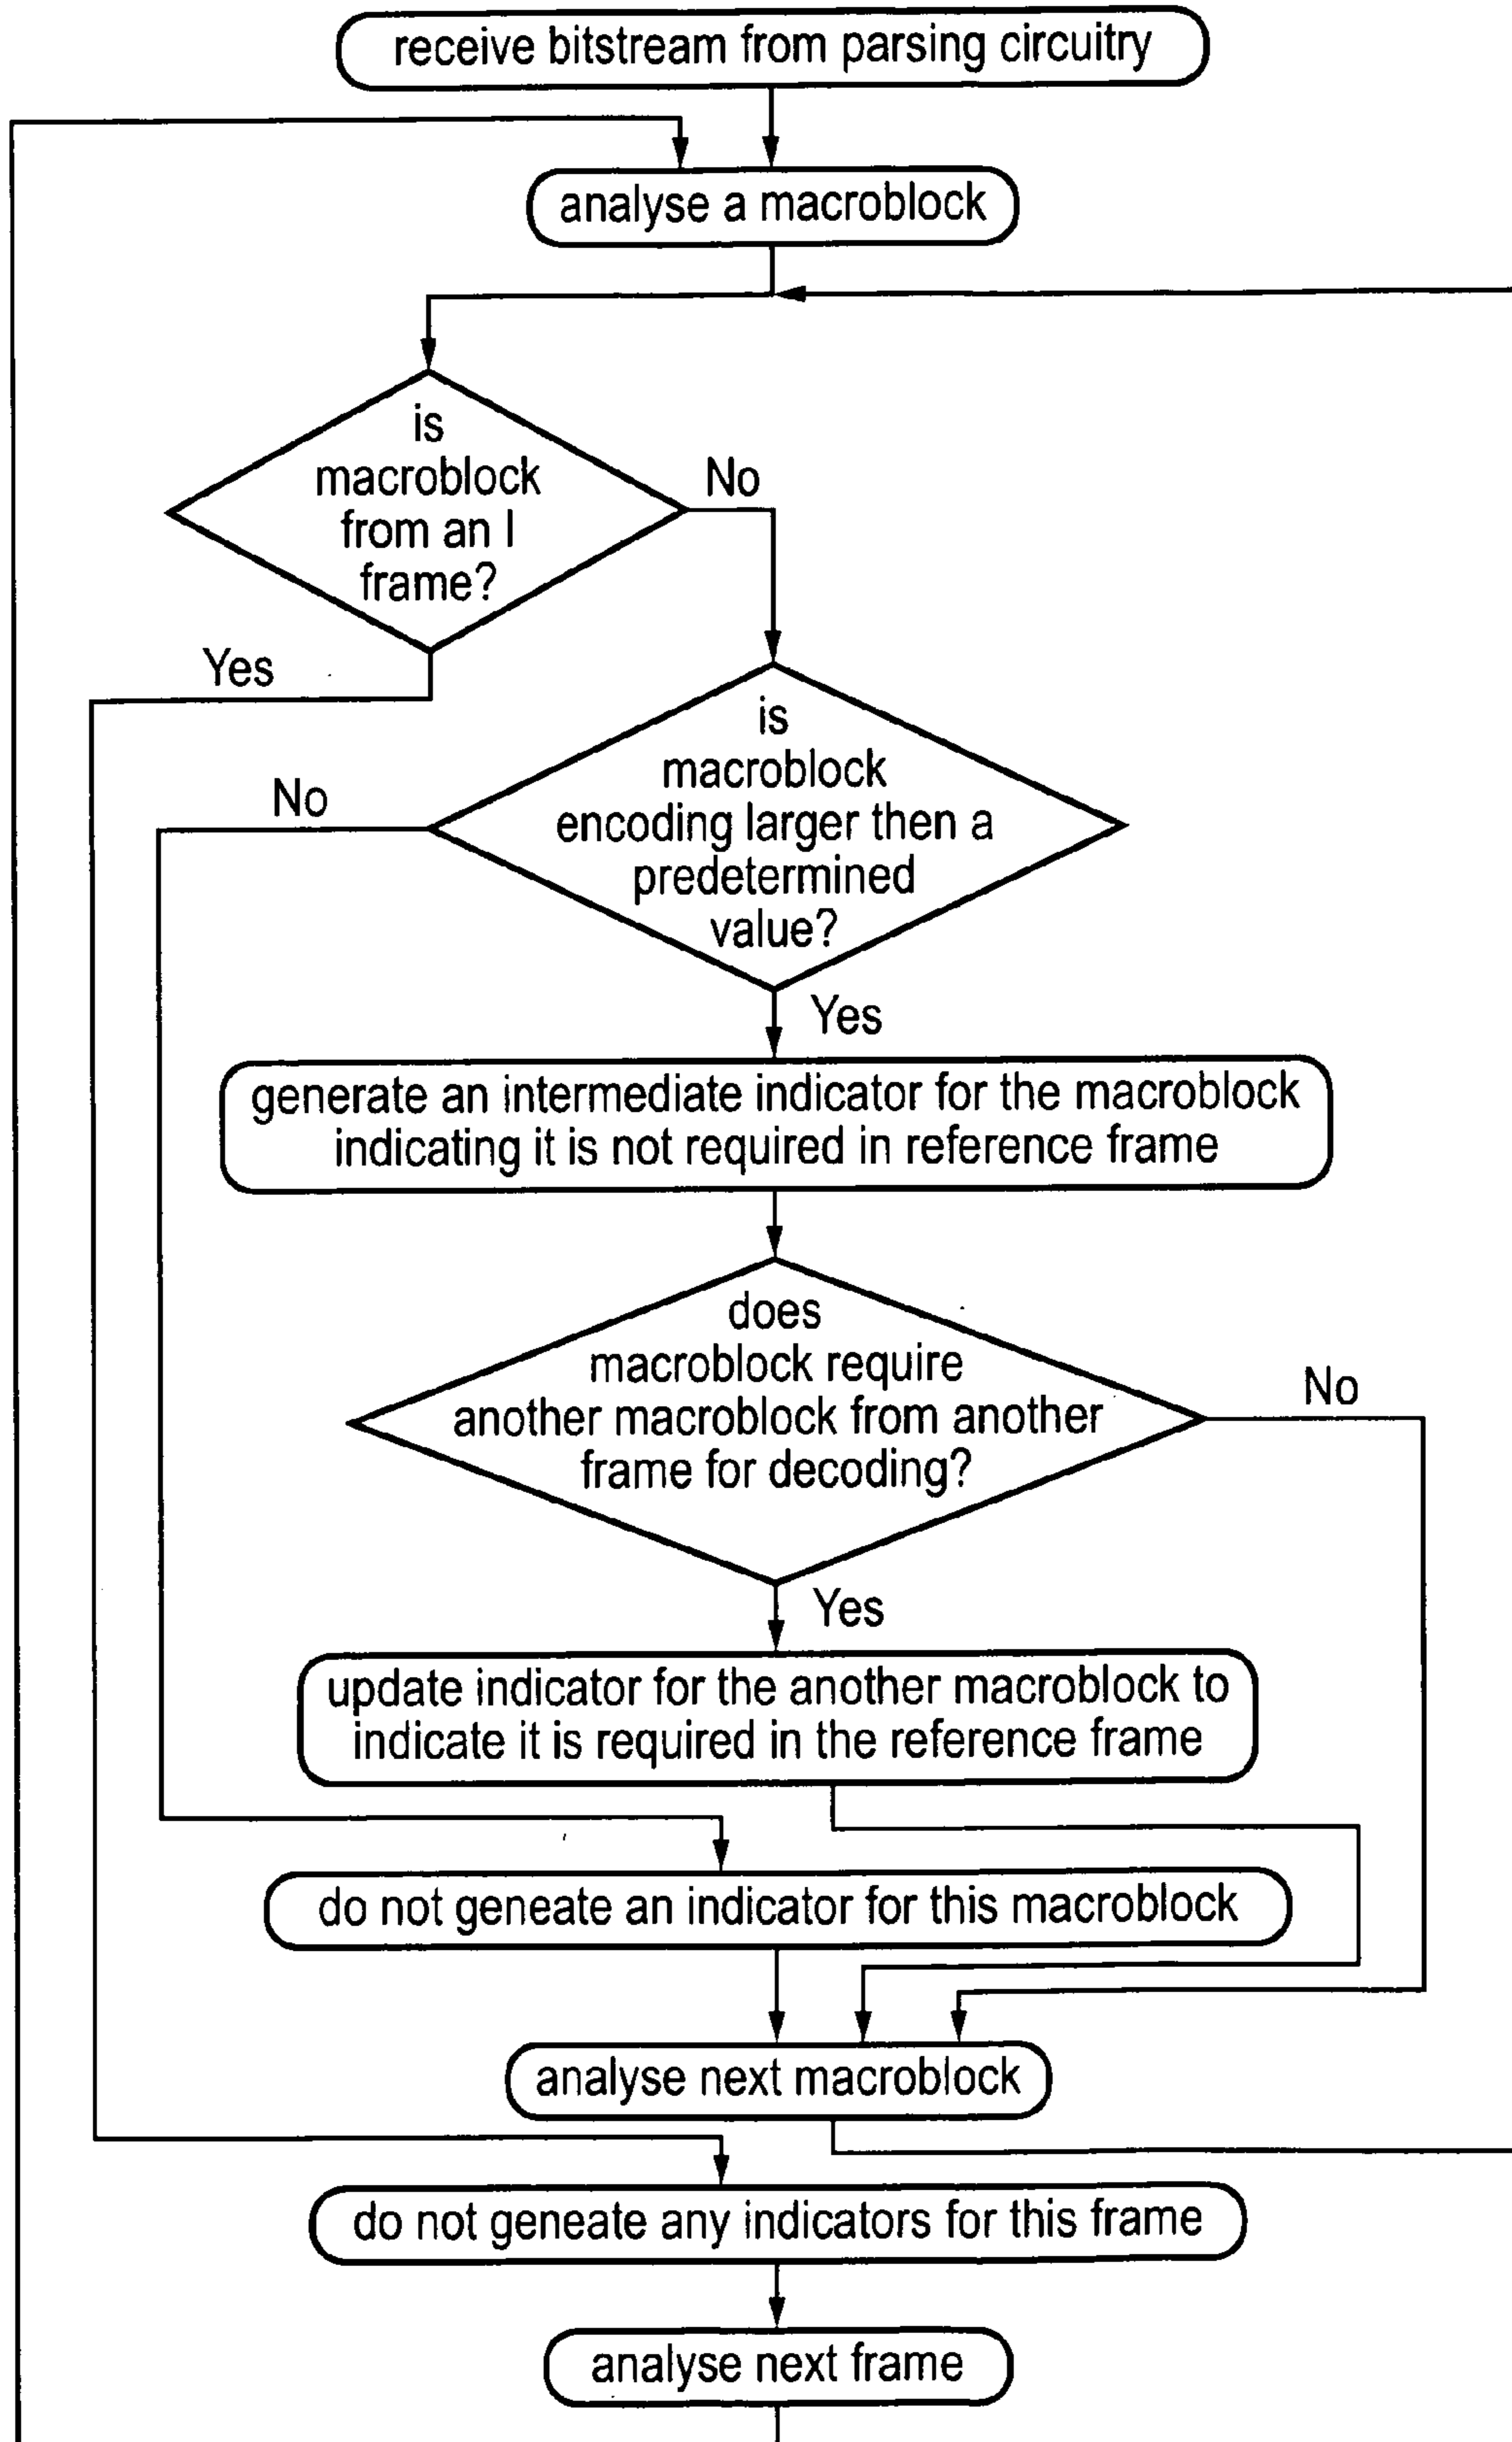 receive bitstream from parsing circuitry
analyse a macroblock
is
macroblock
from an I
frame?
No
Yes
is
macroblock
encoding larger then a
predetermined
value?
No
Yes
generate an intermediate indicator for the macroblock
indicating it is not required in reference frame
does
macroblock require
another macroblock from another
frame for decoding?
No
Yes
update indicator for the another macroblock to
indicate it is required in the reference frame
do not geneate an indicator for this macroblock
analyse next macroblock
do not geneate any indicators for this frame
analyse next frame